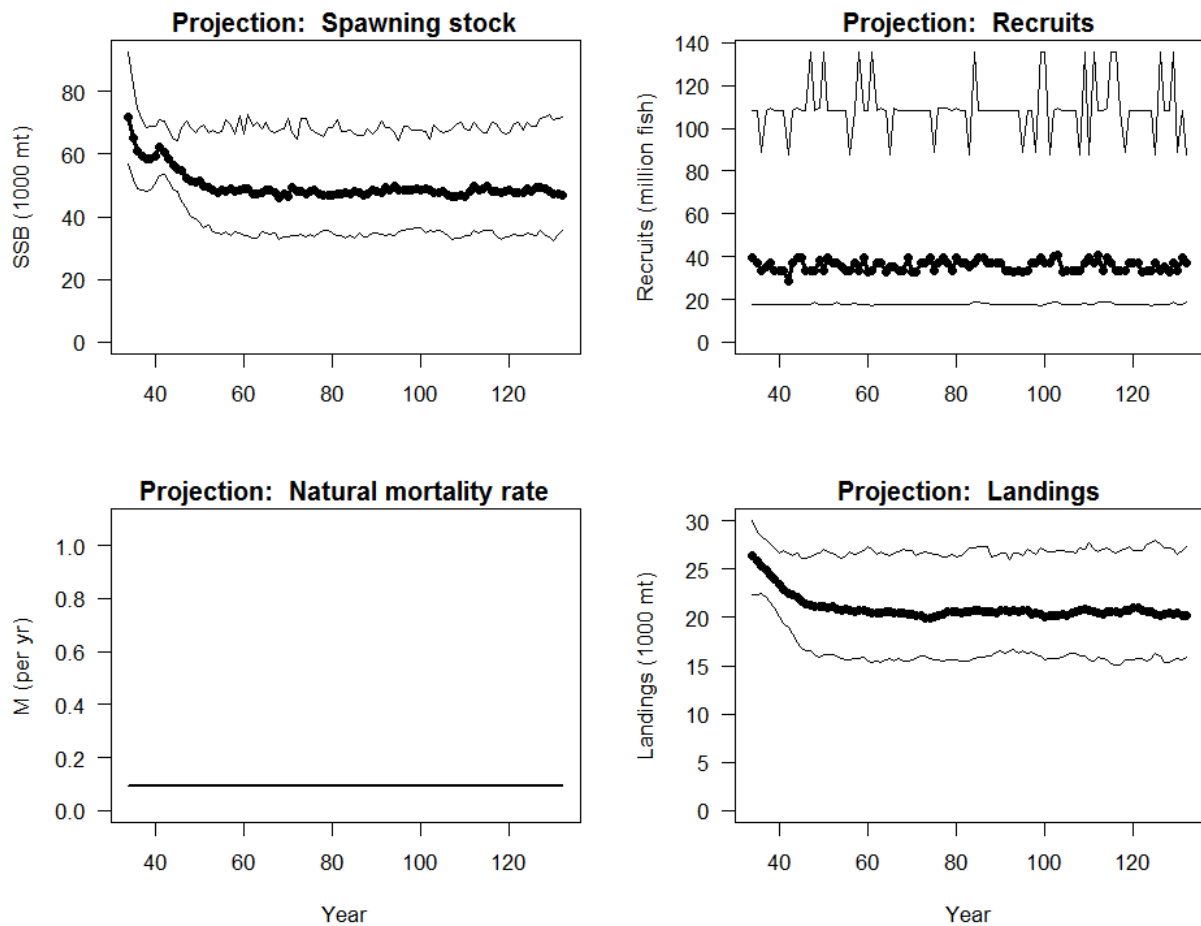 Projection: Spawning stock
SSB (1000 mt)
80
60
40
20
0
40 60 80 100 120
Projection: Recruits
Recruits (million fish)
140
120
100
80
60
40
20
0
40 60 80 100 120
Projection: Natural mortality rate
M (per yr)
1.0
0.8
0.6
0.4
0.2
0.0
40 60 80 100 120
Year
Projection: Landings
Landings (1000 mt)
30
25
20
15
10
5
0
40 60 80 100 120
Year